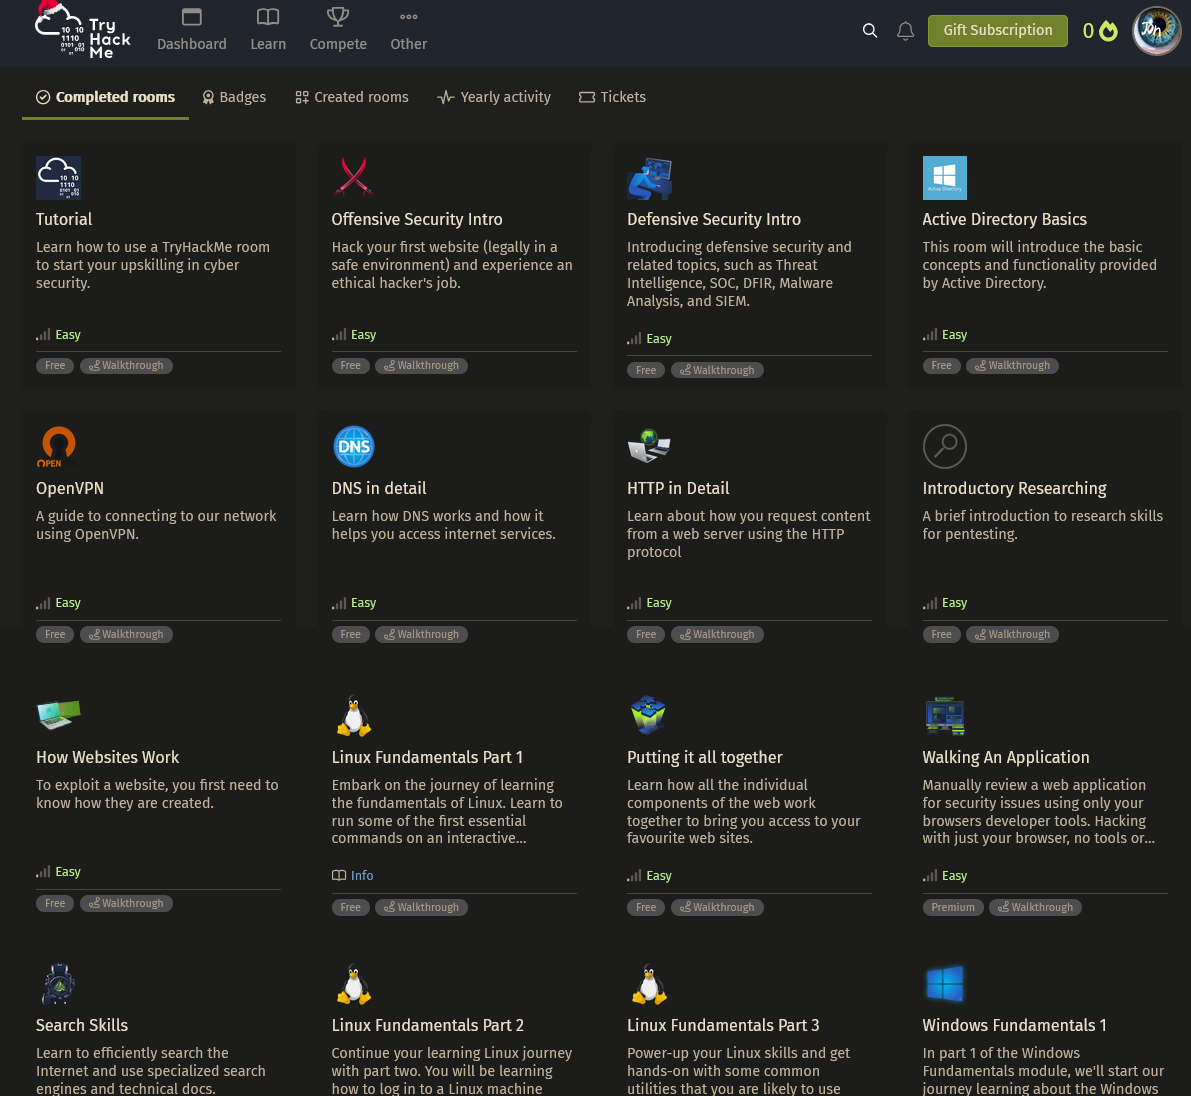 Try
Hack
Me
Dashboard
Learn
Compete
Other
Gift Subscription
0
Jon
Completed rooms
Badges
Created rooms
Yearly activity
Tickets
Tutorial
Learn how to use a TryHackMe room
to start your upskilling in cyber
security.
Easy
Free
Walkthrough
Offensive Security Intro
Hack your first website (legally in a
safe environment) and experience an
ethical hacker's job.
Easy
Free
Walkthrough
Defensive Security Intro
Introducing defensive security and
related topics, such as Threat
Intelligence, SOC, DFIR, Malware
Analysis, and SIEM.
Easy
Free
Walkthrough
Active Directory
Active Directory Basics
This room will introduce the basic
concepts and functionality provided
by Active Directory.
Easy
Free
Walkthrough
OPEN
OpenVPN
A guide to connecting to our network
using OpenVPN.
Easy
Free
Walkthrough
DNS
DNS in detail
Learn how DNS works and how it
helps you access internet services.
Easy
Free
Walkthrough
HTTP in Detail
Learn about how you request content
from a web server using the HTTP
protocol
Easy
Free
Walkthrough
Introductory Researching
A brief introduction to research skills
for pentesting.
Easy
Free
Walkthrough
How Websites Work
To exploit a website, you first need to
know how they are created.
Easy
Free
Walkthrough
Linux Fundamentals Part 1
Embark on the journey of learning
the fundamentals of Linux. Learn to
run some of the first essential
commands on an interactive...
Info
Free
Walkthrough
Putting it all together
Learn how all the individual
components of the web work
together to bring you access to your
favourite web sites.
Easy
Free
Walkthrough
Walking An Application
Manually review a web application
for security issues using only your
browsers developer tools. Hacking
with just your browser, no tools or...
Easy
Premium
Walkthrough
Search Skills
Learn to efficiently search the
Internet and use specialized search
engines and technical docs.
Linux Fundamentals Part 2
Continue your learning Linux journey
with part two. You will be learning
how to log in to a Linux machine
Linux Fundamentals Part 3
Power-up your Linux skills and get
hands-on with some common
utilities that you are likely to use
Windows Fundamentals 1
In part 1 of the Windows
Fundamentals module, we'll start our
journey learning about the Windows